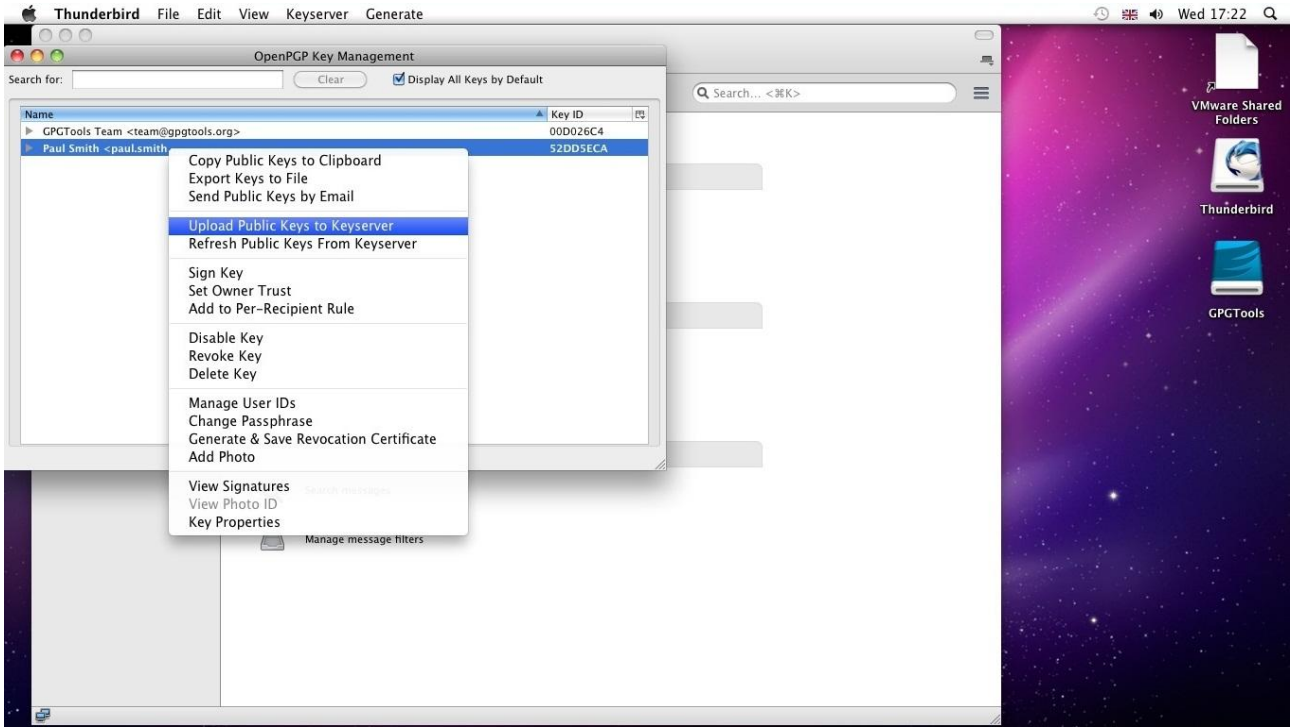 Thunderbird File Edit View Keyserver Generate Wed 17:22
OpenPGP Key Management
Search for: Clear Display All Keys by Default
Search... <⌘K>
Name Key ID
GPGTools Team <team@gpgtools.org> 00D026C4
Paul Smith <paul.smith 52DD5ECA
Copy Public Keys to Clipboard
Export Keys to File
Send Public Keys by Email
Upload Public Keys to Keyserver
Refresh Public Keys From Keyserver
Sign Key
Set Owner Trust
Add to Per-Recipient Rule
Disable Key
Revoke Key
Delete Key
Manage User IDs
Change Passphrase
Generate & Save Revocation Certificate
Add Photo
View Signatures
Search messages
View Photo ID
Key Properties
Manage message filters
VMware Shared
Folders
Thunderbird
GPGTools